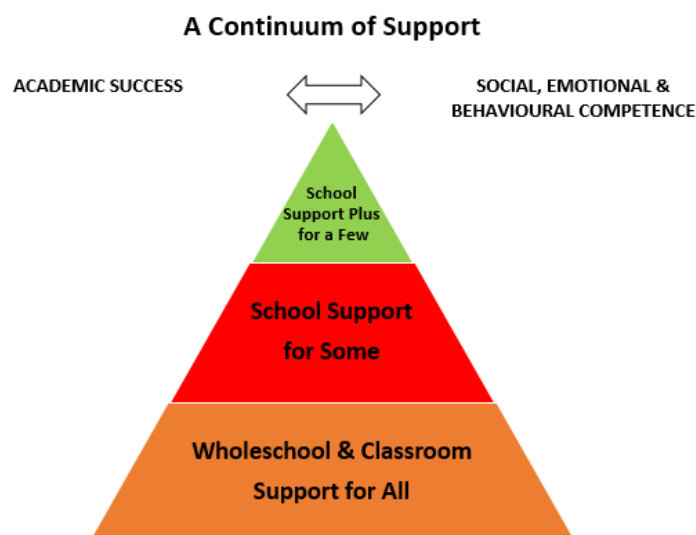 A Continuum of Support
ACADEMIC SUCCESS
SOCIAL, EMOTIONAL &
BEHAVIOURAL COMPETENCE
School
Support Plus
for a Few
School Support
for Some
Wholeschool & Classroom
Support for All